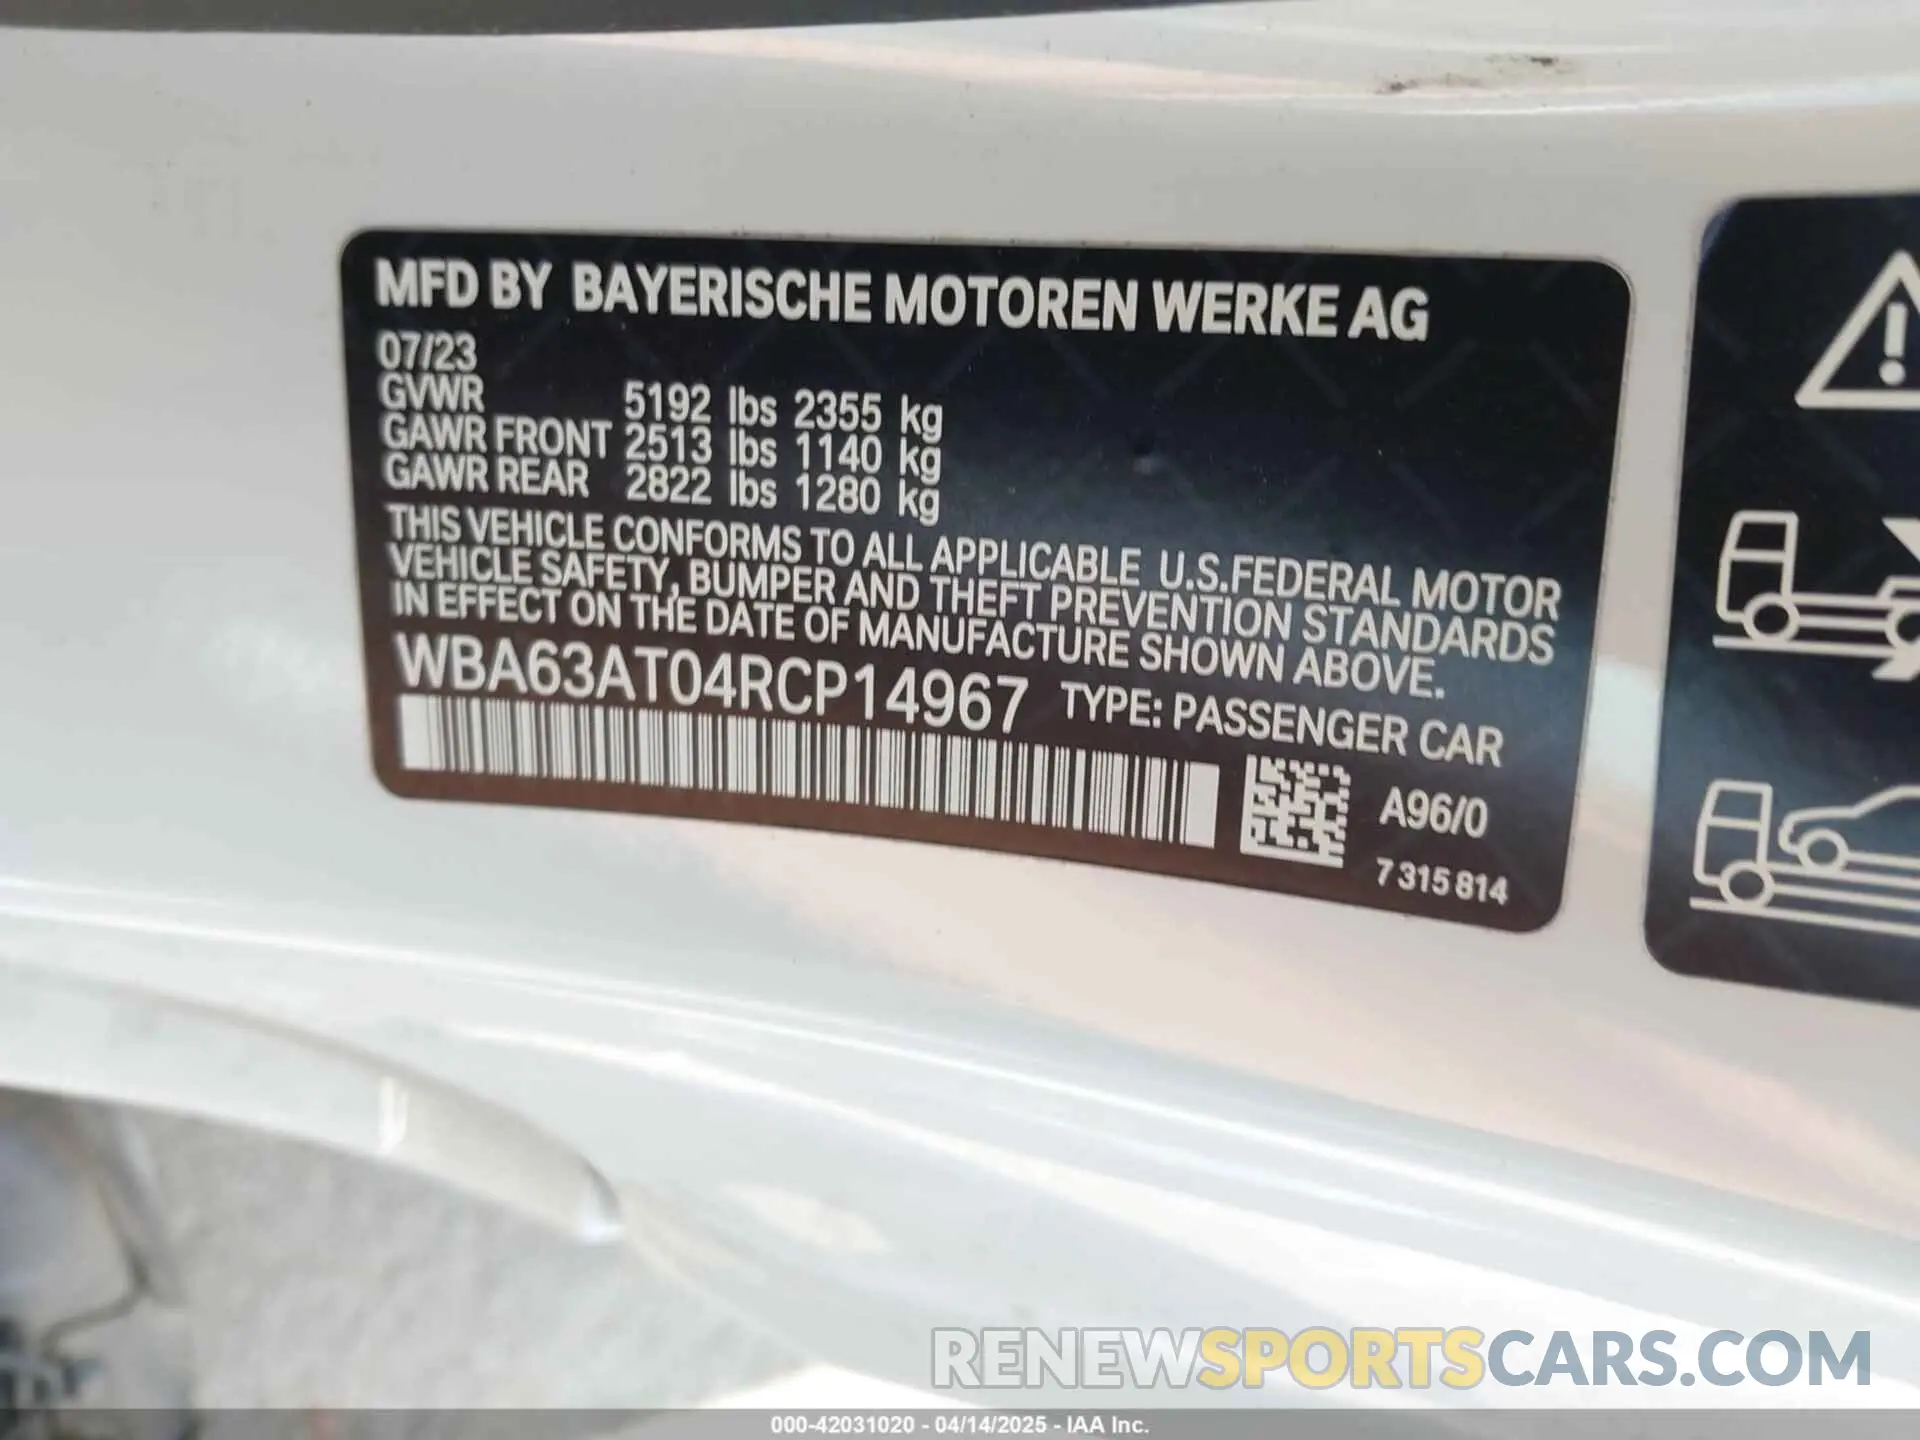 MFD BY BAYERISCHE MOTOREN WERKE AG
07/23
GVWR 5192 lbs 2355 kg
GAWR FRONT 2513 lbs 1140 kg
GAWR REAR 2822 lbs 1280 kg
THIS VEHICLE CONFORMS TO ALL APPLICABLE U.S.FEDERAL MOTOR
VEHICLE SAFETY, BUMPER AND THEFT PREVENTION STANDARDS
IN EFFECT ON THE DATE OF MANUFACTURE SHOWN ABOVE.
WBA63AT04RCP14967 TYPE: PASSENGER CAR
A96/0
7 315 814
RENEWSPORTSCARS.COM
000-42031020 - 04/14/2025 - IAA Inc.